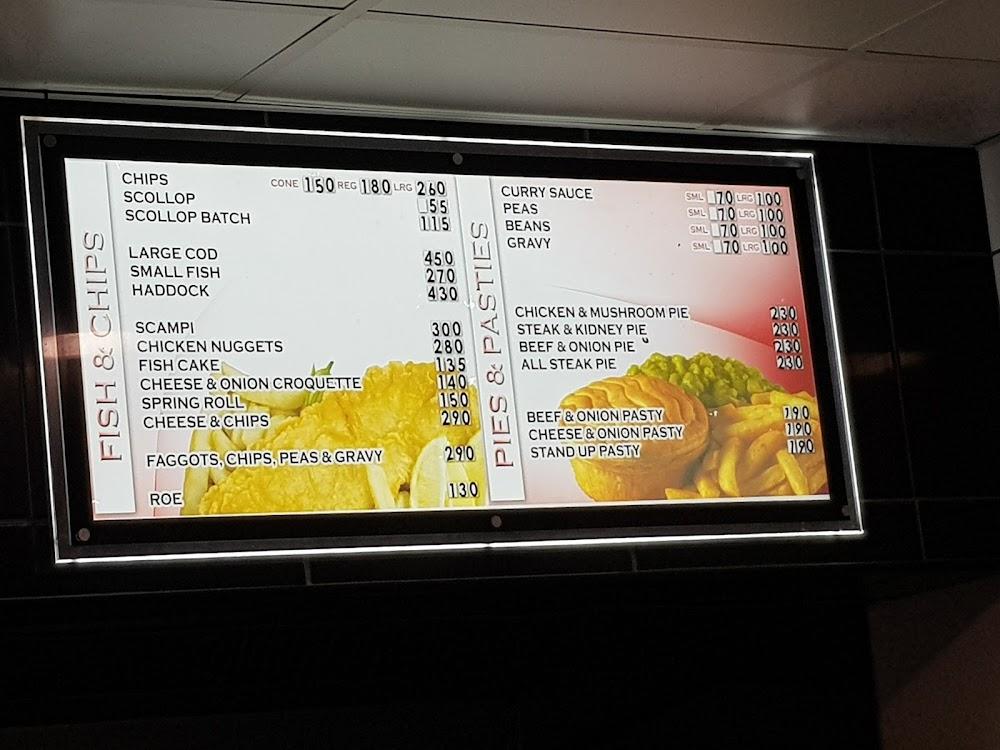 FISH & CHIPS
CHIPS CONE 150 REG 180 LRG 260
SCOLLOP 55
SCOLLOP BATCH 115
LARGE COD 450
SMALL FISH 270
HADDOCK 430
SCAMPI 300
CHICKEN NUGGETS 280
FISH CAKE 135
CHEESE & ONION CROQUETTE 140
SPRING ROLL 150
CHEESE & CHIPS 290
FAGGOTS, CHIPS, PEAS & GRAVY 290
ROE 130
PIES & PASTIES
CURRY SAUCE SML 70 LRG 100
PEAS SML 70 LRG 100
BEANS SML 70 LRG 100
GRAVY SML 70 LRG 100
CHICKEN & MUSHROOM PIE 230
STEAK & KIDNEY PIE 230
BEEF & ONION PIE 230
ALL STEAK PIE 230
BEEF & ONION PASTY 190
CHEESE & ONION PASTY 190
STAND UP PASTY 190